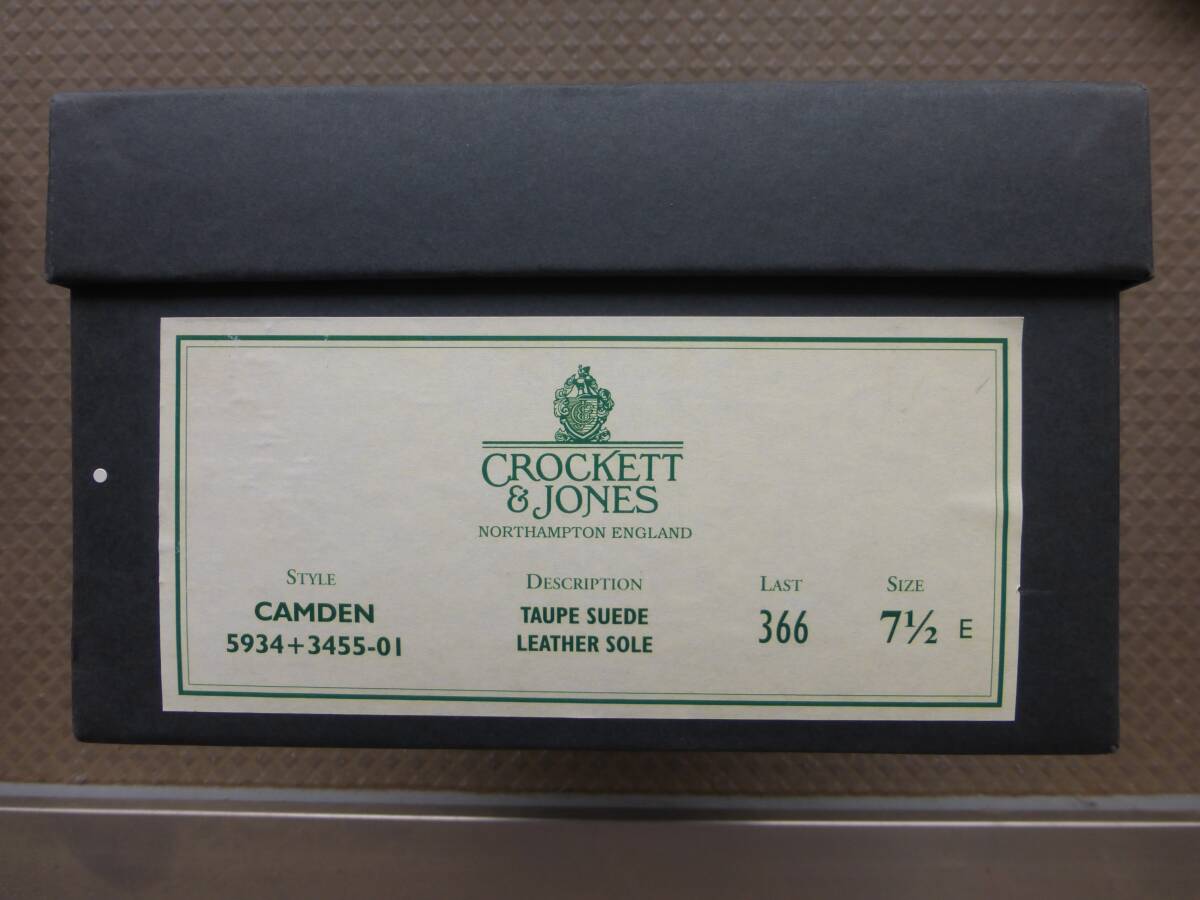 CROCKETT
& JONES
NORTHAMPTON ENGLAND
STYLE DESCRIPTION LAST SIZE
CAMDEN TAUPE SUEDE 366 7½ E
5934+3455-01 LEATHER SOLE